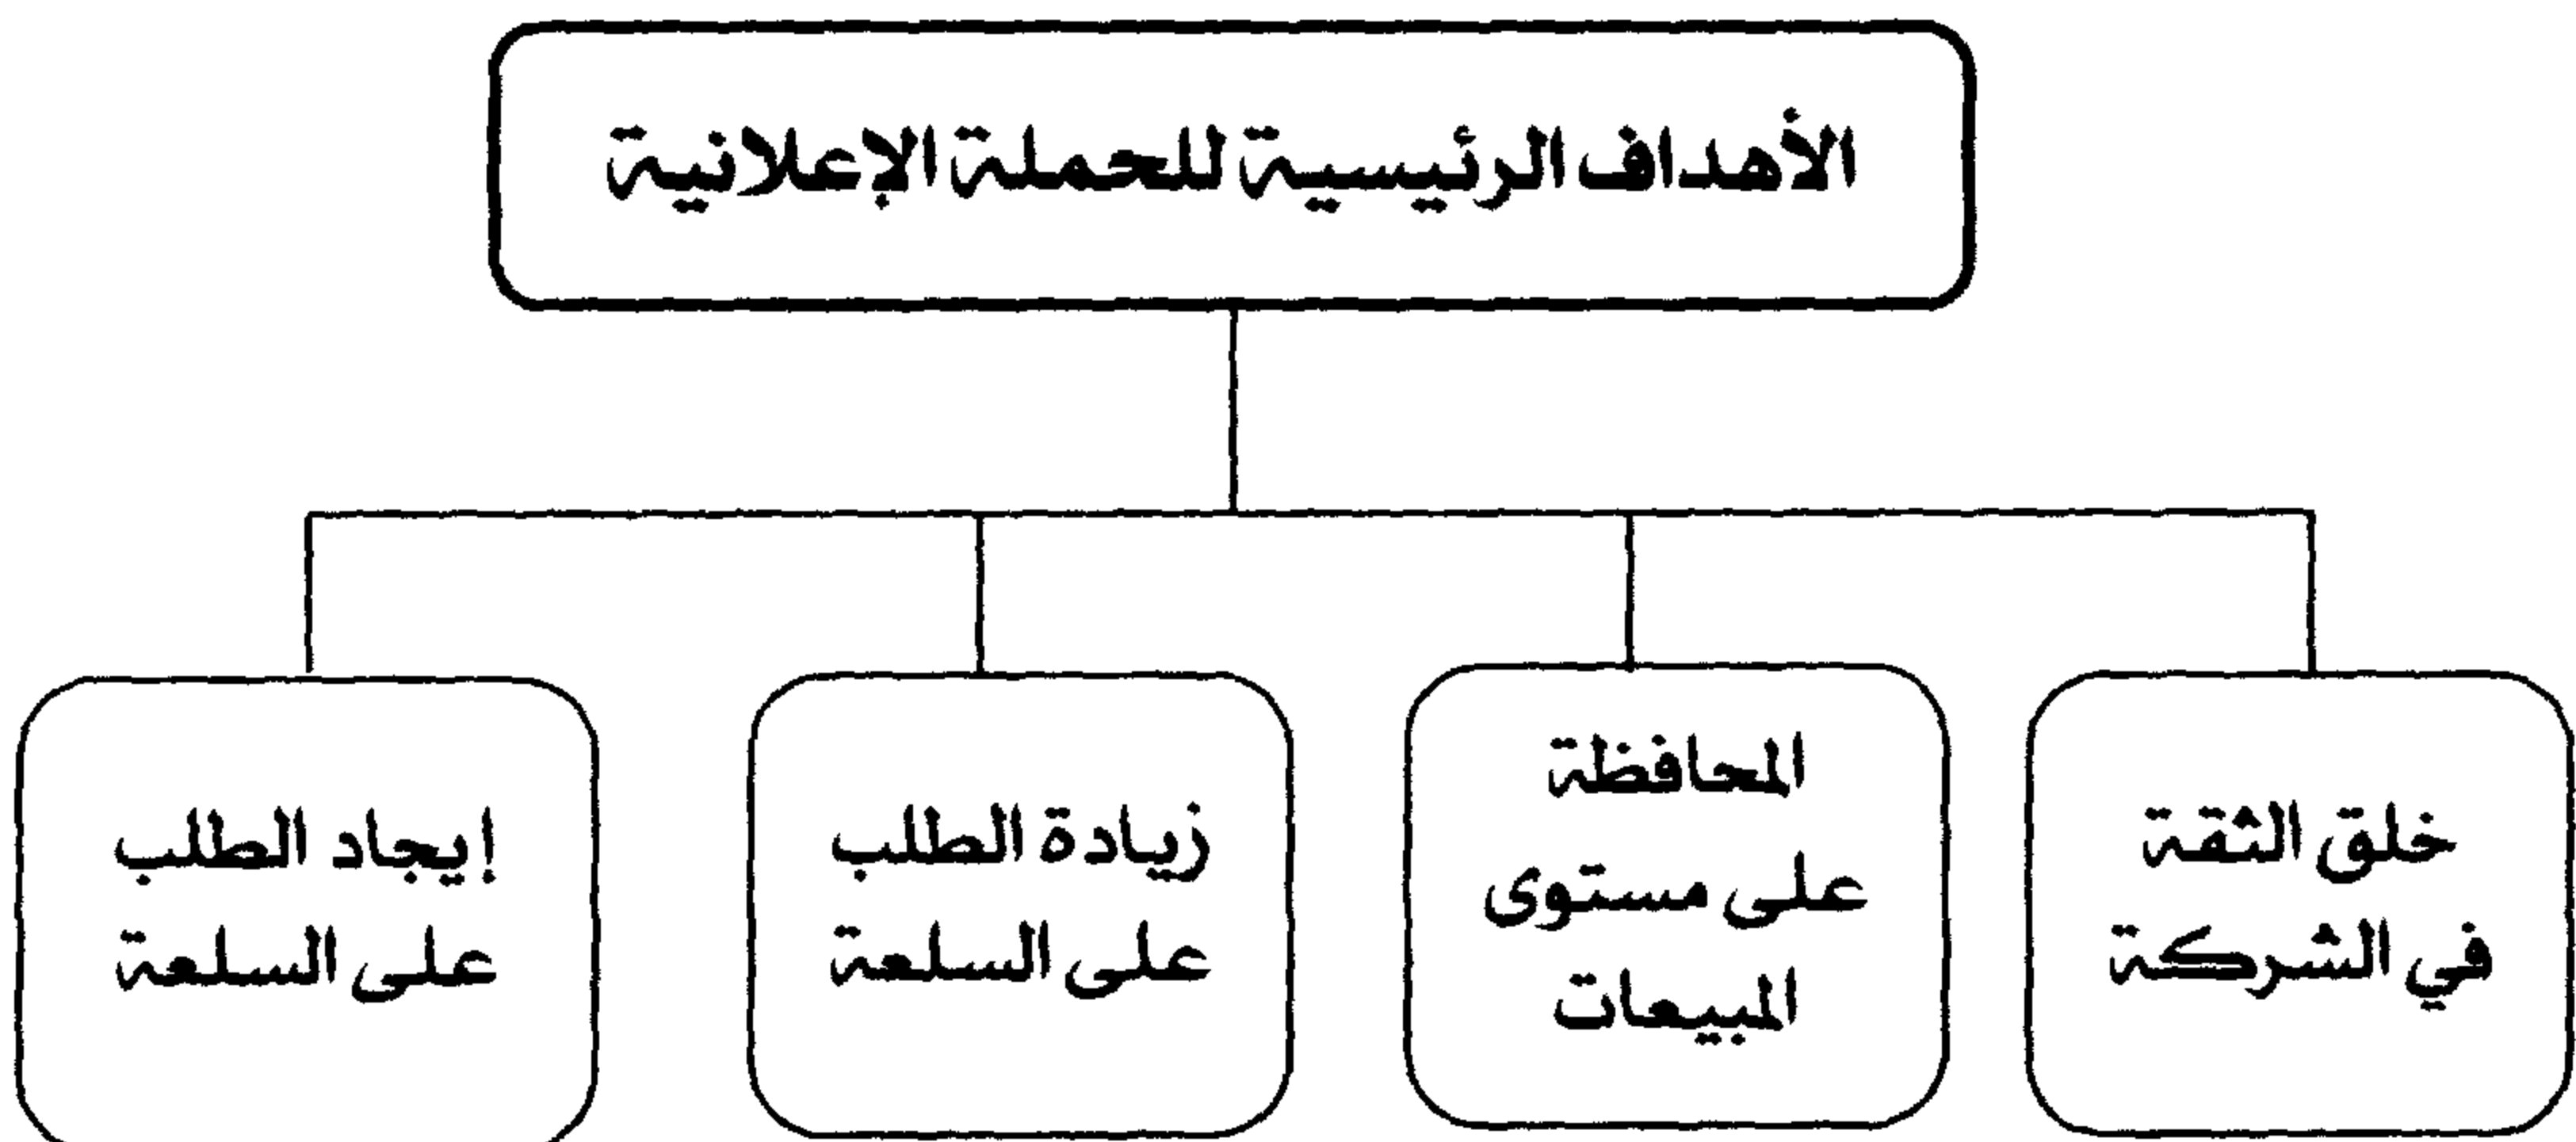 الأهداف الرئيسية للحملة الإعلانية
خلق الثقة
في الشركة
المحافظة
على مستوى
المبيعات
زيادة الطلب
على السلعة
إيجاد الطلب
على السلعة